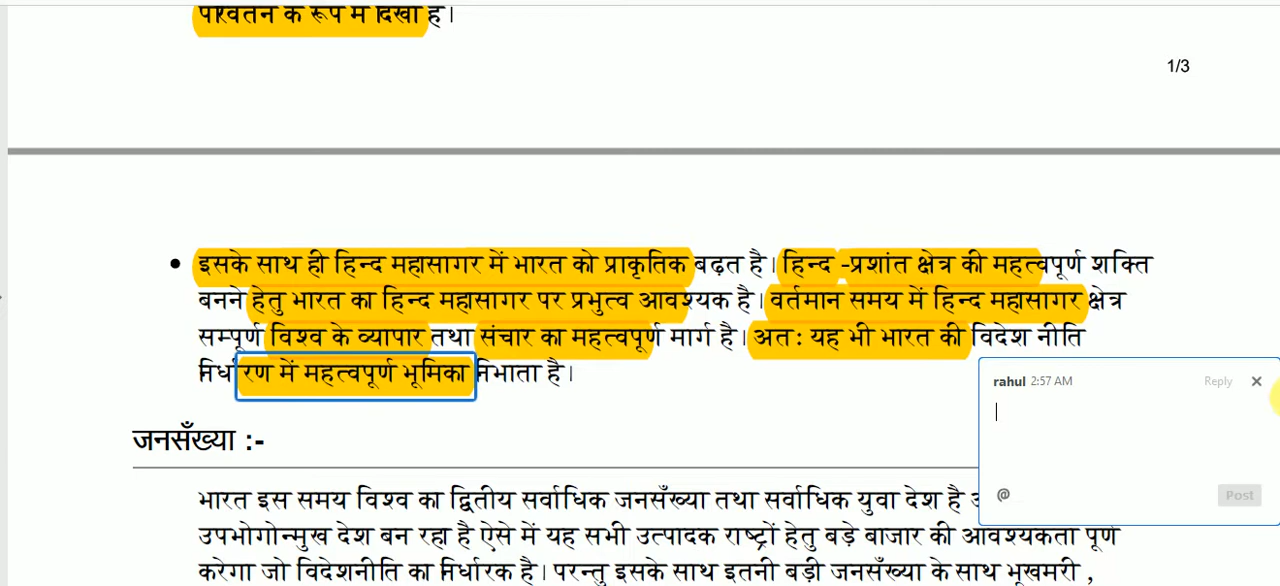 परिवर्तन के रूप में दिखा है।
1/3
• इसके साथ ही हिन्द महासागर में भारत को प्राकृतिक बढ़त है। हिन्द -प्रशांत क्षेत्र की महत्वपूर्ण शक्ति
बनने हेतु भारत का हिन्द महासागर पर प्रभुत्व आवश्यक है। वर्तमान समय में हिन्द महासागर क्षेत्र
सम्पूर्ण विश्व के व्यापार तथा संचार का महत्वपूर्ण मार्ग है। अतः यह भी भारत की विदेश नीति
निर्धारण में महत्वपूर्ण भूमिका निभाता है।
rahul 2:57 AM Reply
@ Post
जनसँख्या :-
भारत इस समय विश्व का द्वितीय सर्वाधिक जनसँख्या तथा सर्वाधिक युवा देश है
उपभोगोन्मुख देश बन रहा है ऐसे में यह सभी उत्पादक राष्ट्रों हेतु बड़े बाजार की आवश्यकता पूर्ण
करेगा जो विदेशनीति का निर्धारक है। परन्तु इसके साथ इतनी बड़ी जनसँख्या के साथ भूखमरी ,